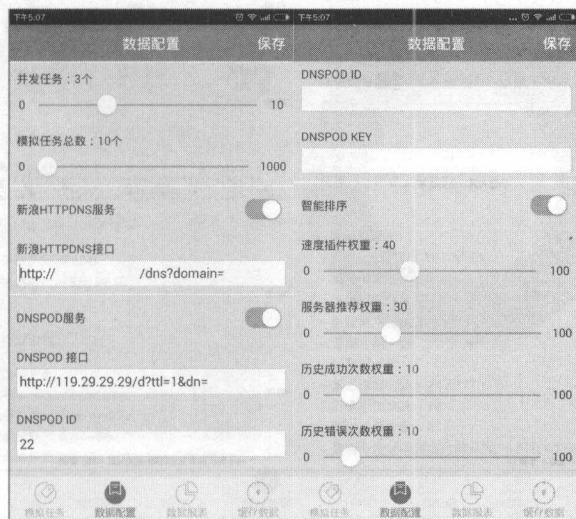 下午5:07
数据配置 保存
并发任务：3个
0 10
模拟任务总数：10个
0 1000
新浪HTTPDNS服务
新浪HTTPDNS接口
http:// /dns?domain=
DNSPOD服务
DNSPOD 接口
http://119.29.29.29/d?ttl=1&dn=
DNSPOD ID
22
模拟任务 数据配置 数据报表 缓存数据
下午5:07
数据配置 保存
DNSPOD ID
DNSPOD KEY
智能排序
速度插件权重：40
0 100
服务器推荐权重：30
0 100
历史成功次数权重：10
0 100
历史错误次数权重：10
0 100
模拟任务 数据配置 数据报表 缓存数据